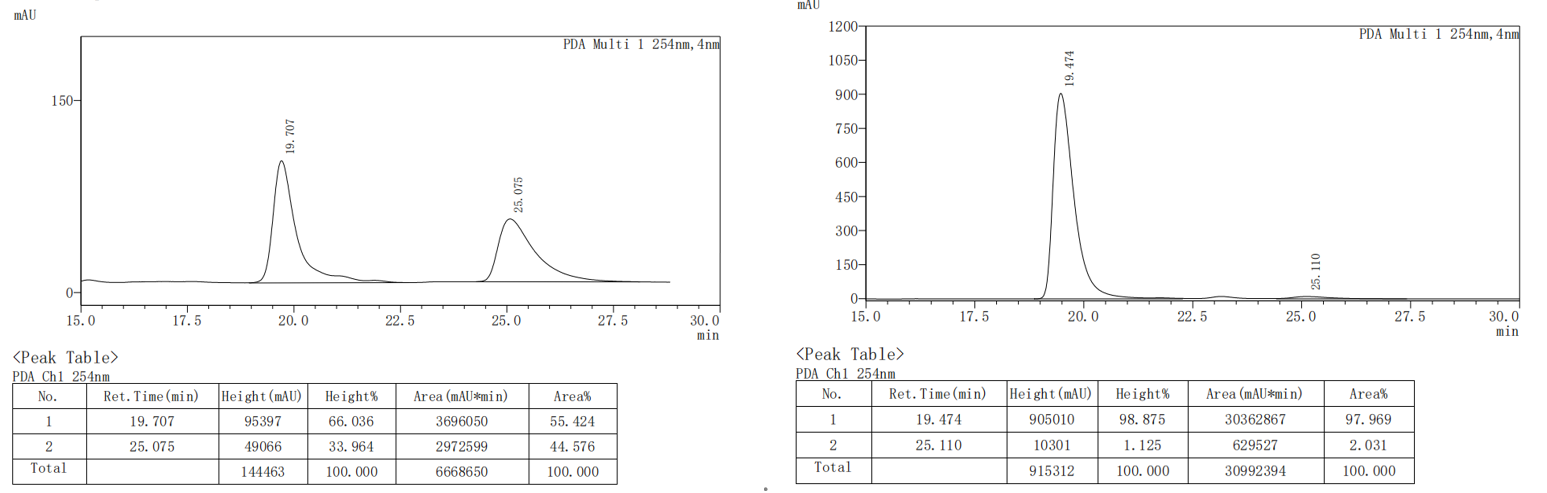 mAU
PDA Multi 1 254nm,4nm
19.707
150
25.075
0
15.0 17.5 20.0 22.5 25.0 27.5 30.0
min
<Peak Table>
PDA Ch1 254nm
No. Ret.Time(min) Height(mAU) Height% Area(mAU*min) Area%
1 19.707 95397 66.036 3696050 55.424
2 25.075 49066 33.964 2972599 44.576
Total 144463 100.000 6668650 100.000
mAU
1200
PDA Multi 1 254nm,4nm
1050
19.474
900
750
600
450
300
25.110
150
0
15.0 17.5 20.0 22.5 25.0 27.5 30.0
min
<Peak Table>
PDA Ch1 254nm
No. Ret.Time(min) Height(mAU) Height% Area(mAU*min) Area%
1 19.474 905010 98.875 30362867 97.969
2 25.110 10301 1.125 629527 2.031
Total 915312 100.000 30992394 100.000